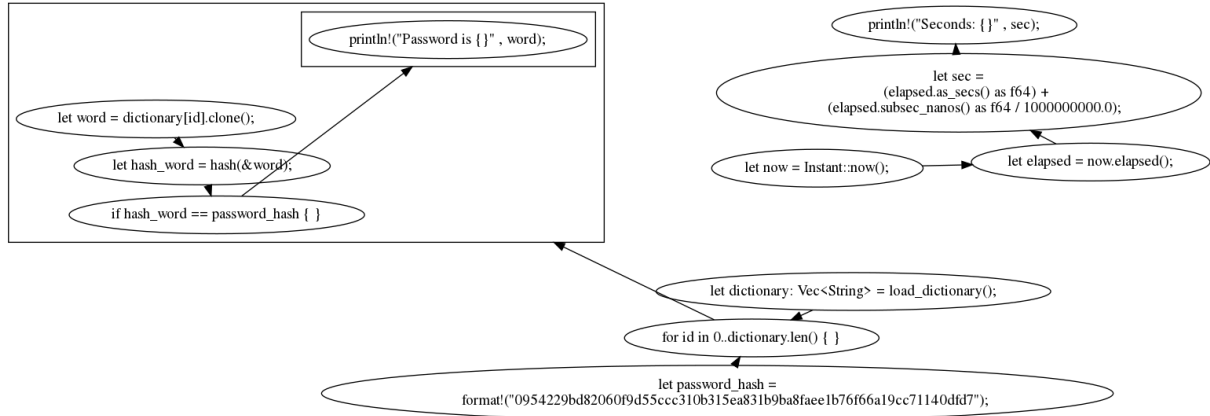 println!("Password is {}" , word);
let word = dictionary[id].clone();
let hash_word = hash(&word);
if hash_word == password_hash { }
println!("Seconds: {}" , sec);
let sec =
(elapsed.as_secs() as f64) +
(elapsed.subsec_nanos() as f64 / 1000000000.0);
let now = Instant::now();
let elapsed = now.elapsed();
let dictionary: Vec<String> = load_dictionary();
for id in 0..dictionary.len() { }
let password_hash =
format!("0954229bd82060f9d55ccc310b315ea831b9ba8faee1b76f66a19cc71140dfd7");